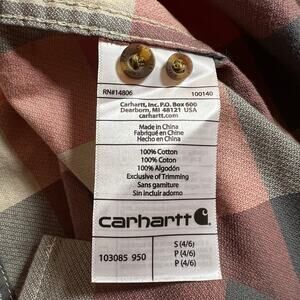 RN#14806 100140
Carhartt, Inc. P.O. Box 600
Dearborn, MI 48121 USA
carhartt.com
Made in China
Fabriqué en Chine
Hecho en China
100% Cotton
100% Coton
100% Algodón
Exclusive of Trimming
Sans garniture
Sin incluir adorno
carhartt
103085 950
S (4/6)
P (4/6)
P (4/6)